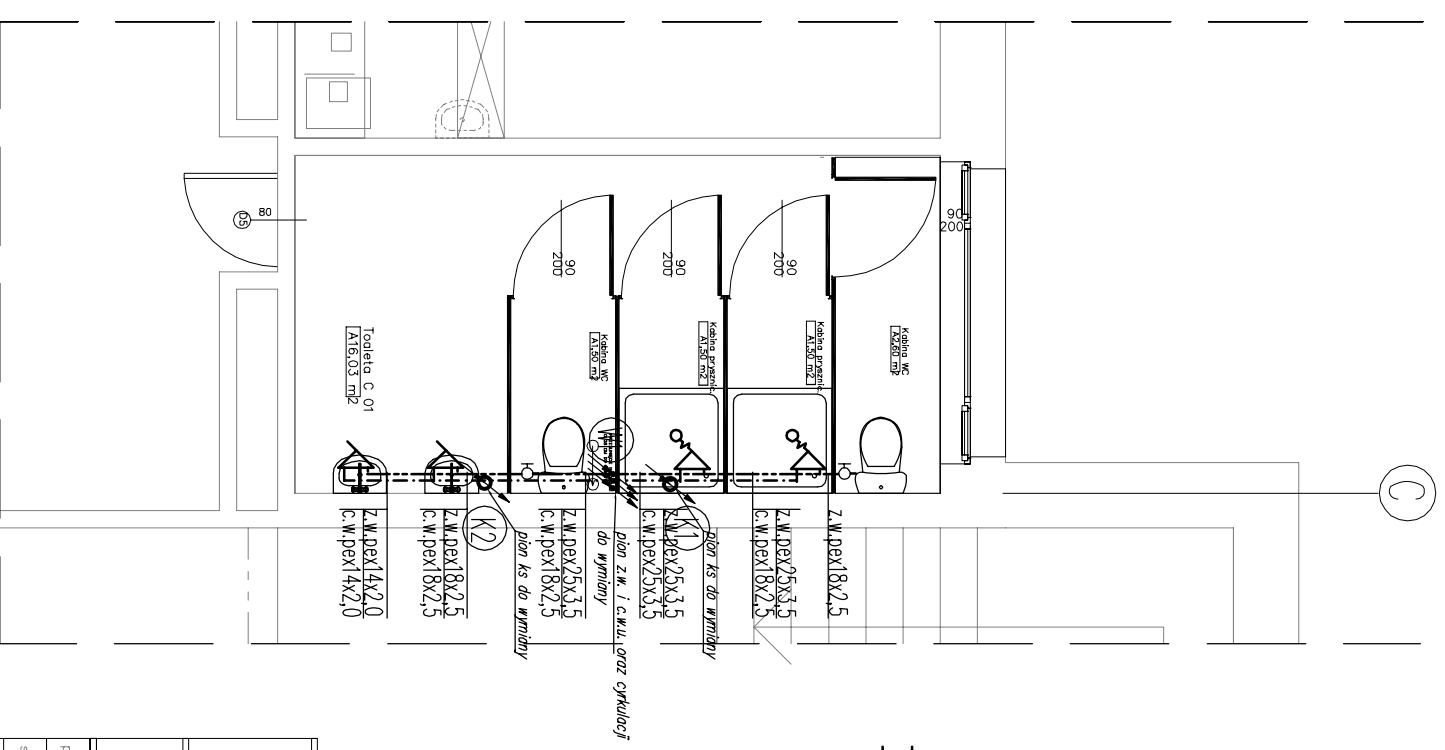 D5
80
90
200
90
200
90
200
90
200
Toaleta C 01
A16,03 m2
Kabina WC
A1,50 m2
Kabina prysznic.
A1,50 m2
Kabina prysznic.
A1,50 m2
Kabina WC
A2,60 m2
C
K2
K1
z.w.pex14x2,0
c.w.pex14x2,0
z.w.pex18x2,5
c.w.pex18x2,5
pion ks do wymiany
z.w.pex25x3,5
c.w.pex18x2,5
pion z.w. i c.w.u. oraz cyrkulacji
do wymiany
z.w.pex25x3,5
c.w.pex25x3,5
pion ks do wymiany
z.w.pex25x3,5
c.w.pex18x2,5
z.w.pex18x2,5